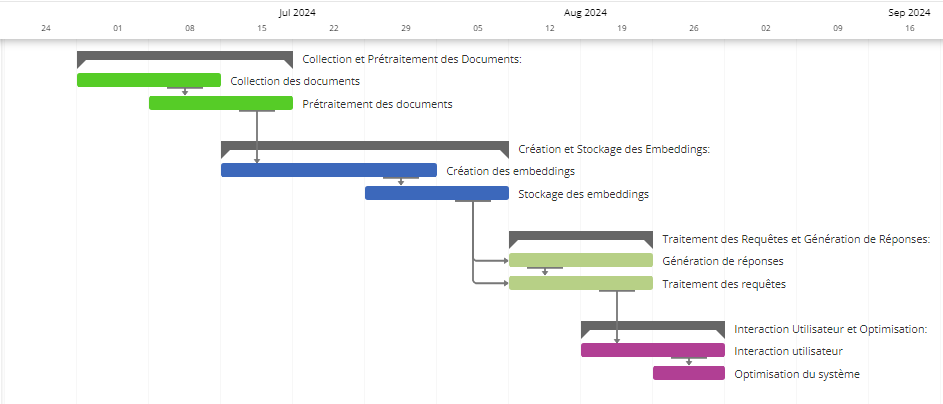 Jul 2024 Aug 2024 Sep 2024
24 01 08 15 22 29 05 12 19 26 02 09 16
Collection et Prétraitement des Documents:
Collection des documents
Prétraitement des documents
Création et Stockage des Embeddings:
Création des embeddings
Stockage des embeddings
Traitement des Requêtes et Génération de Réponses:
Génération de réponses
Traitement des requêtes
Interaction Utilisateur et Optimisation:
Interaction utilisateur
Optimisation du système